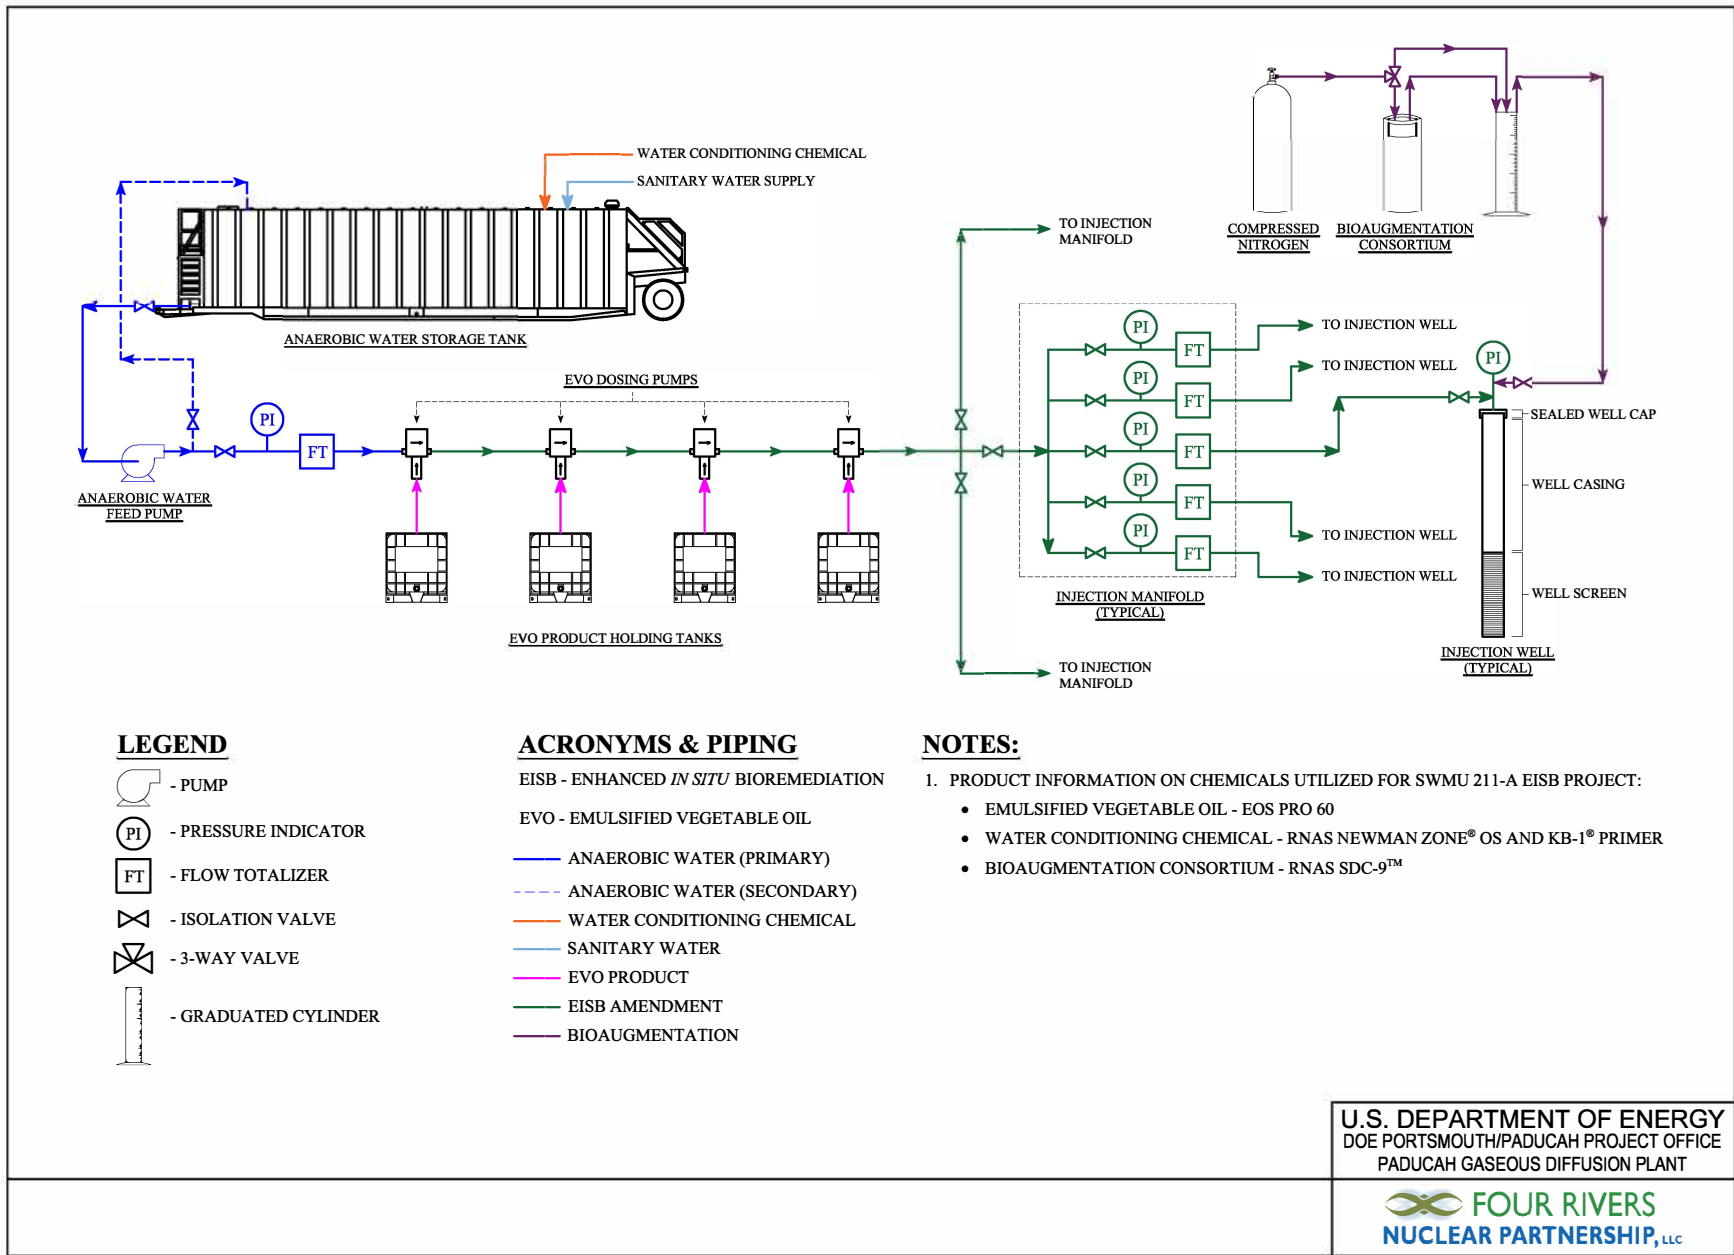 WATER CONDITIONING CHEMICAL
SANITARY WATER SUPPLY
ANAEROBIC WATER STORAGE TANK
EVO DOSING PUMPS
PI
FT
ANAEROBIC WATER
FEED PUMP
EVO PRODUCT HOLDING TANKS
TO INJECTION
MANIFOLD
TO INJECTION
MANIFOLD
PI
FT
PI
FT
PI
FT
PI
FT
PI
FT
INJECTION MANIFOLD
(TYPICAL)
TO INJECTION WELL
TO INJECTION WELL
TO INJECTION WELL
TO INJECTION WELL
COMPRESSED
NITROGEN
BIOAUGMENTATION
CONSORTIUM
PI
SEALED WELL CAP
WELL CASING
WELL SCREEN
INJECTION WELL
(TYPICAL)
LEGEND
- PUMP
PI - PRESSURE INDICATOR
FT - FLOW TOTALIZER
- ISOLATION VALVE
- 3-WAY VALVE
- GRADUATED CYLINDER
ACRONYMS & PIPING
EISB - ENHANCED IN SITU BIOREMEDIATION
EVO - EMULSIFIED VEGETABLE OIL
ANAEROBIC WATER (PRIMARY)
ANAEROBIC WATER (SECONDARY)
WATER CONDITIONING CHEMICAL
SANITARY WATER
EVO PRODUCT
EISB AMENDMENT
BIOAUGMENTATION
NOTES:
1. PRODUCT INFORMATION ON CHEMICALS UTILIZED FOR SWMU 211-A EISB PROJECT:
• EMULSIFIED VEGETABLE OIL - EOS PRO 60
• WATER CONDITIONING CHEMICAL - RNAS NEWMAN ZONE® OS AND KB-1® PRIMER
• BIOAUGMENTATION CONSORTIUM - RNAS SDC-9™
U.S. DEPARTMENT OF ENERGY
DOE PORTSMOUTH/PADUCAH PROJECT OFFICE
PADUCAH GASEOUS DIFFUSION PLANT
FOUR RIVERS
NUCLEAR PARTNERSHIP, LLC